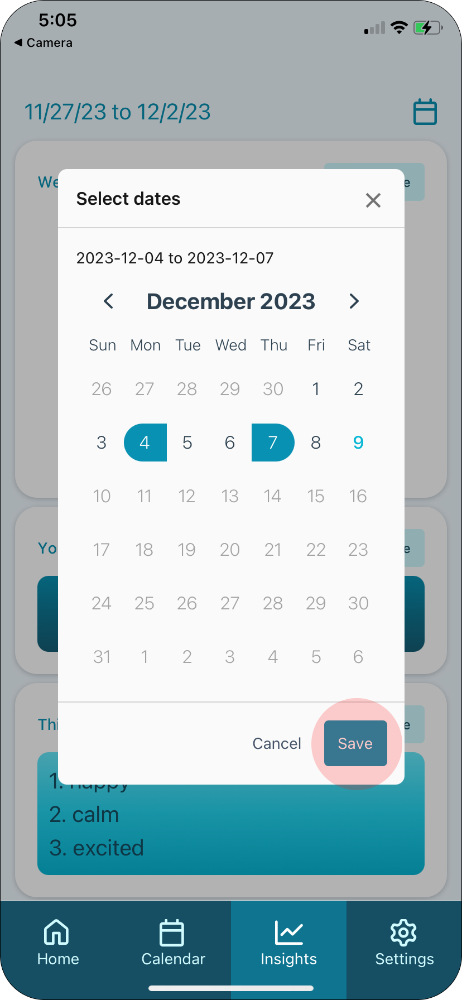 5:05
◀ Camera
11/27/23 to 12/2/23
We
e
Select dates
2023-12-04 to 2023-12-07
December 2023
Sun Mon Tue Wed Thu Fri Sat
26 27 28 29 30 1 2
3 4 5 6 7 8 9
10 11 12 13 14 15 16
17 18 19 20 21 22 23
24 25 26 27 28 29 30
31 1 2 3 4 5 6
Yo
e
Thi
e
Cancel Save
1. happy
2. calm
3. excited
Home Calendar Insights Settings